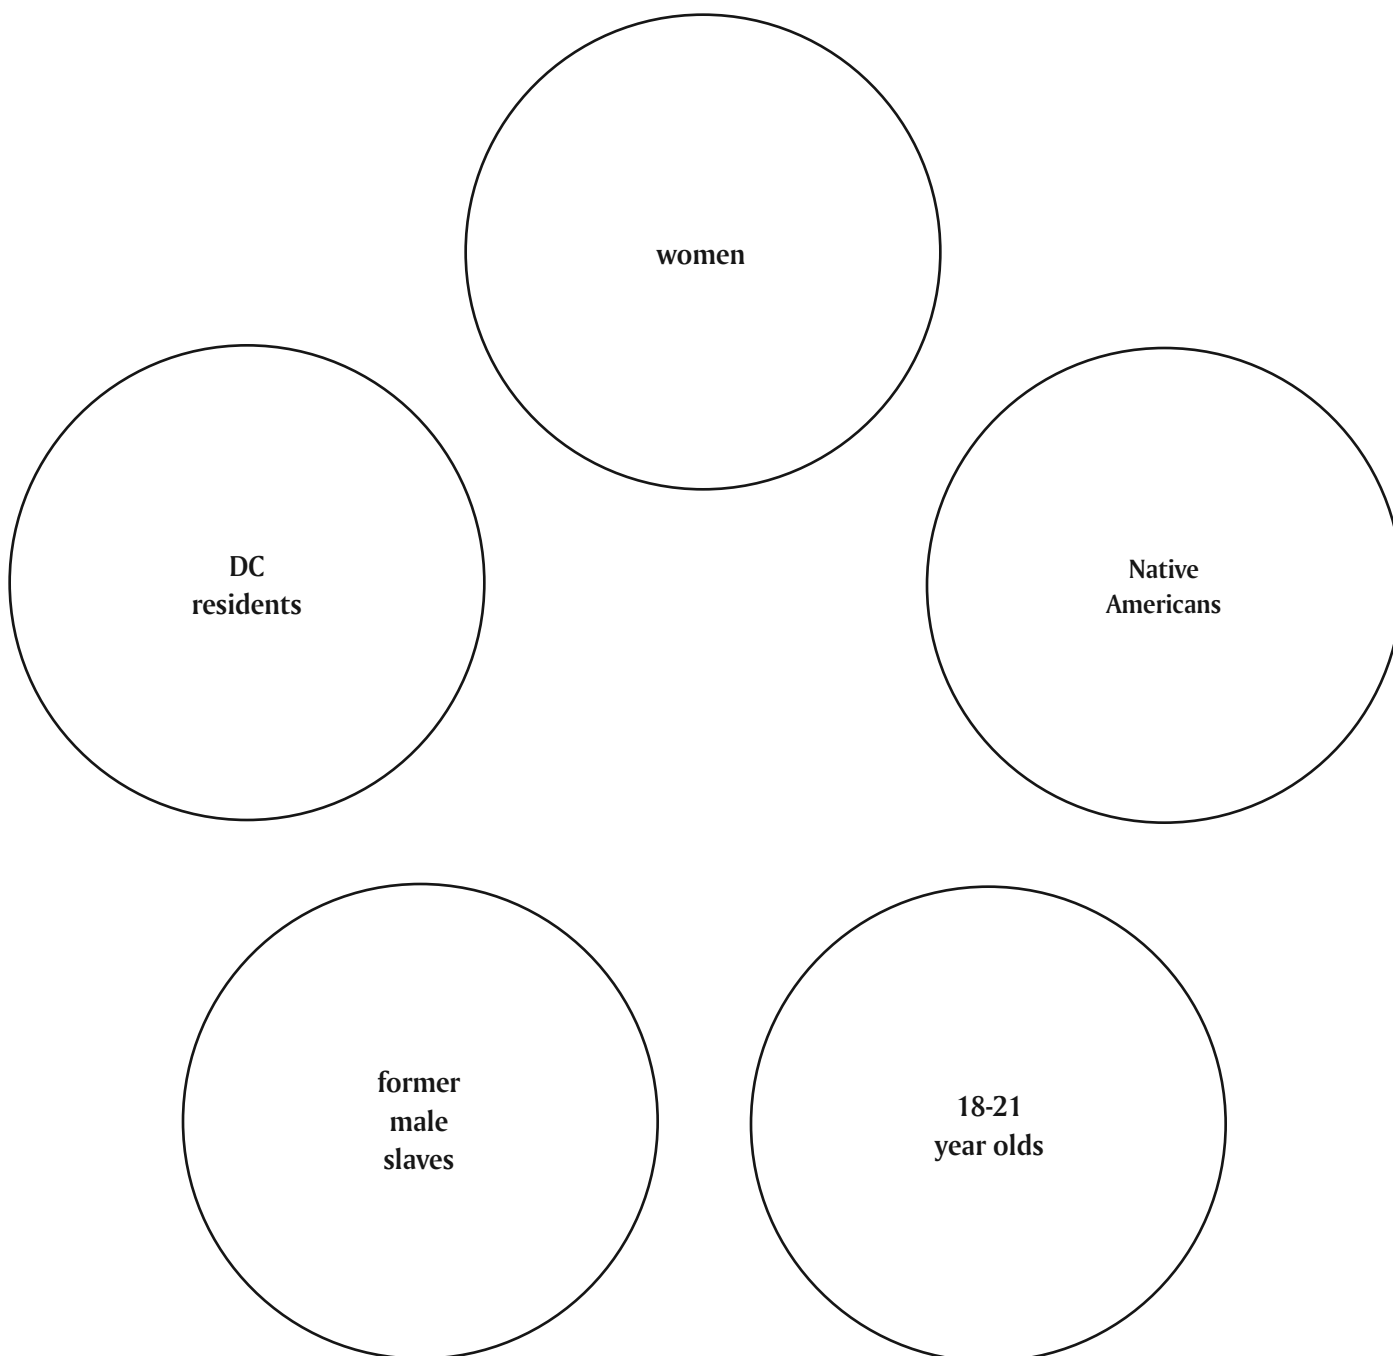 women
DC
residents
Native
Americans
former
male
slaves
18-21
year olds